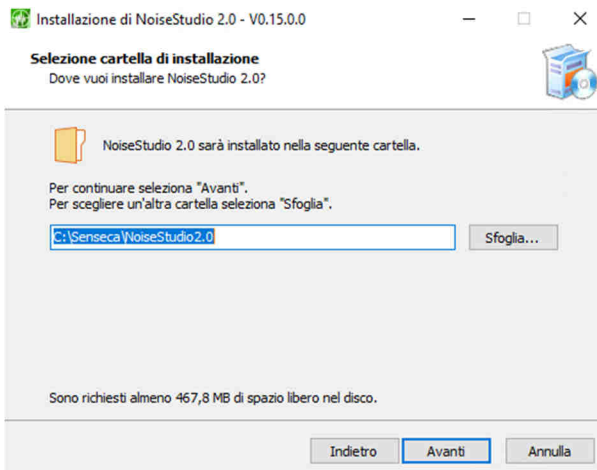 Installazione di NoiseStudio 2.0 - V0.15.0.0
Selezione cartella di installazione
Dove vuoi installare NoiseStudio 2.0?
NoiseStudio 2.0 sarà installato nella seguente cartella.
Per continuare seleziona "Avanti".
Per scegliere un'altra cartella seleziona "Sfoglia".
C:\Senseca\NoiseStudio2.0
Sfoglia...
Sono richiesti almeno 467,8 MB di spazio libero nel disco.
Indietro
Avanti
Annulla